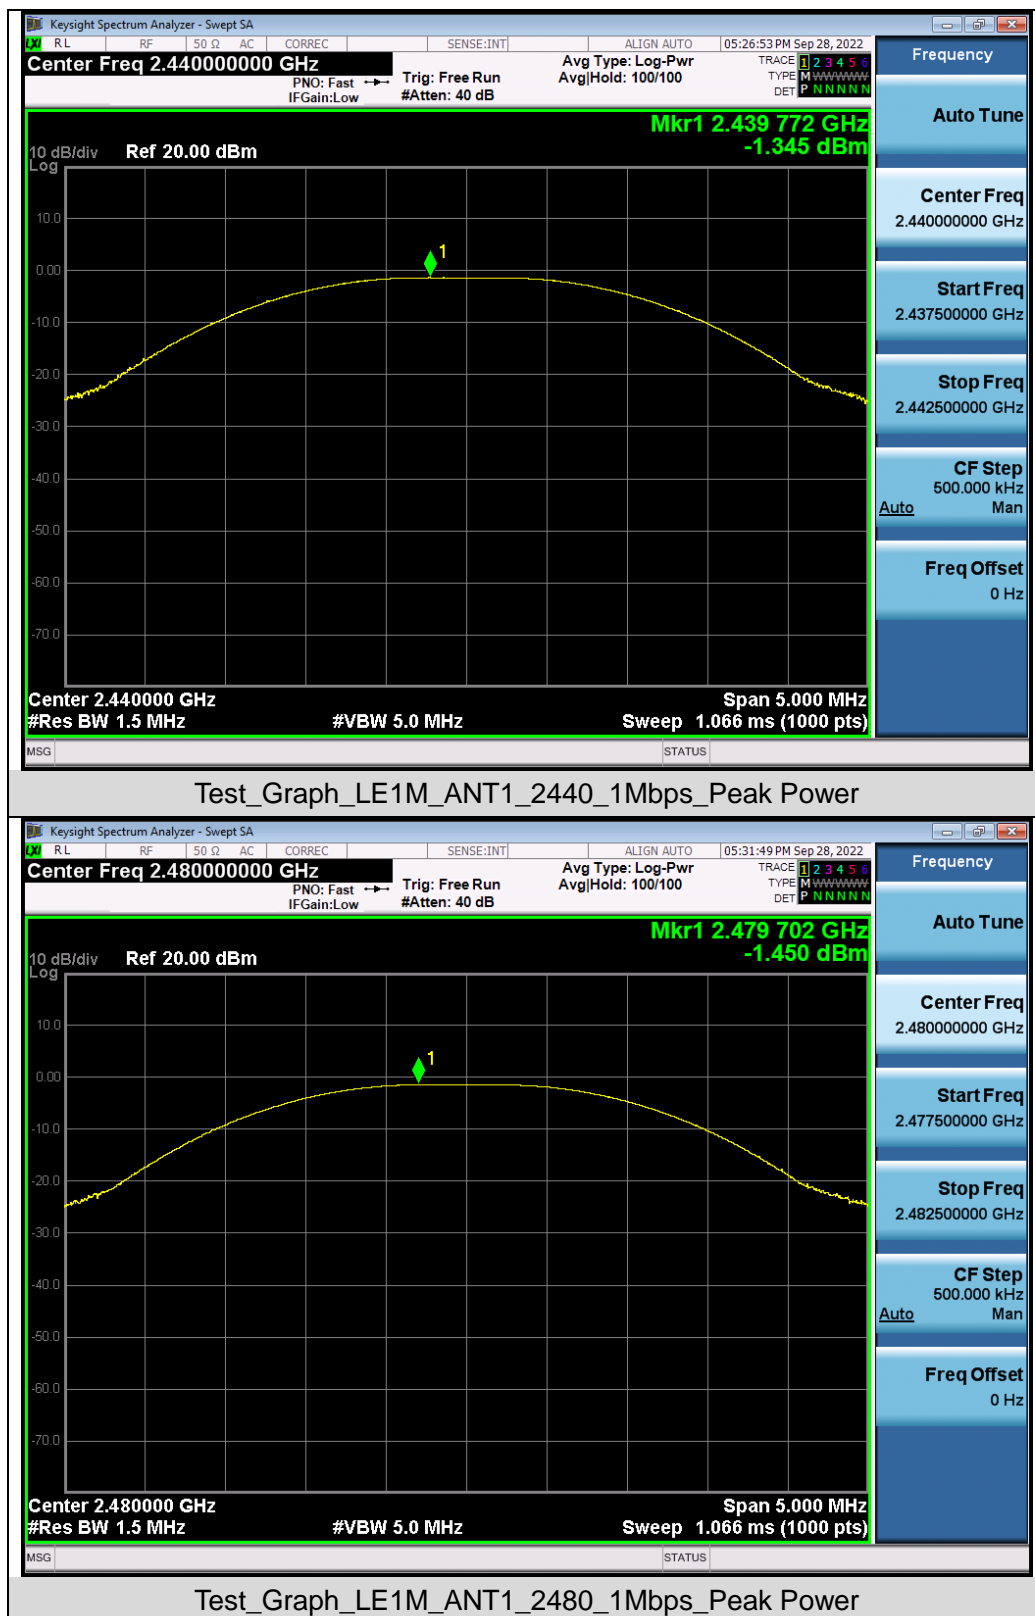 Keysight Spectrum Analyzer - Swept SA
LXI RL RF 50 Ω AC CORREC SENSE:INT ALIGN AUTO 05:26:53 PM Sep 28, 2022
Center Freq 2.440000000 GHz
PNO: Fast
IFGain:Low
Trig: Free Run
#Atten: 40 dB
Avg Type: Log-Pwr
Avg|Hold: 100/100
TRACE 1 2 3 4 5 6
TYPE M WWWWW
DET P N N N N N
Frequency
Mkr1 2.439 772 GHz
-1.345 dBm
10 dB/div Ref 20.00 dBm
Log
10.0
0.00
-10.0
-20.0
-30.0
-40.0
-50.0
-60.0
-70.0
1
Center 2.440000 GHz Span 5.000 MHz
#Res BW 1.5 MHz #VBW 5.0 MHz Sweep 1.066 ms (1000 pts)
MSG STATUS
Auto Tune
Center Freq
2.440000000 GHz
Start Freq
2.437500000 GHz
Stop Freq
2.442500000 GHz
CF Step
500.000 kHz
Auto Man
Freq Offset
0 Hz
Test_Graph_LE1M_ANT1_2440_1Mbps_Peak Power
Keysight Spectrum Analyzer - Swept SA
LXI RL RF 50 Ω AC CORREC SENSE:INT ALIGN AUTO 05:31:49 PM Sep 28, 2022
Center Freq 2.480000000 GHz
PNO: Fast
IFGain:Low
Trig: Free Run
#Atten: 40 dB
Avg Type: Log-Pwr
Avg|Hold: 100/100
TRACE 1 2 3 4 5 6
TYPE M WWWWW
DET P N N N N N
Frequency
Mkr1 2.479 702 GHz
-1.450 dBm
10 dB/div Ref 20.00 dBm
Log
10.0
0.00
-10.0
-20.0
-30.0
-40.0
-50.0
-60.0
-70.0
1
Center 2.480000 GHz Span 5.000 MHz
#Res BW 1.5 MHz #VBW 5.0 MHz Sweep 1.066 ms (1000 pts)
MSG STATUS
Auto Tune
Center Freq
2.480000000 GHz
Start Freq
2.477500000 GHz
Stop Freq
2.482500000 GHz
CF Step
500.000 kHz
Auto Man
Freq Offset
0 Hz
Test_Graph_LE1M_ANT1_2480_1Mbps_Peak Power